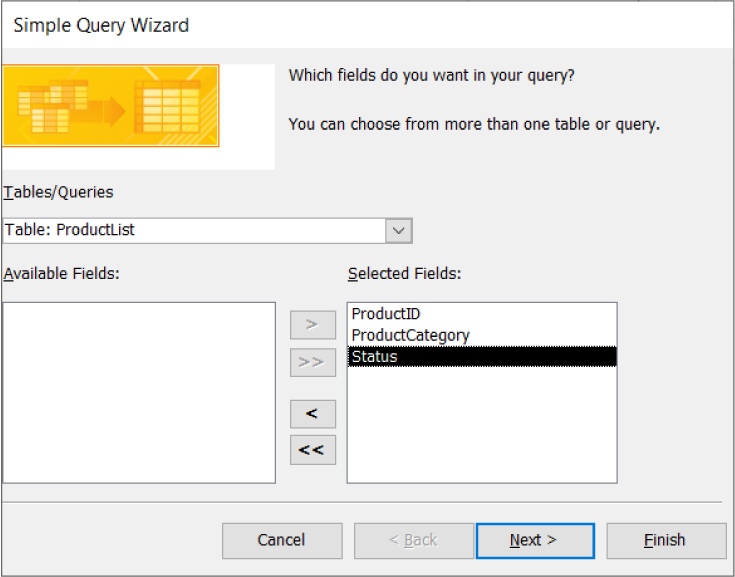 Simple Query Wizard
Which fields do you want in your query?
You can choose from more than one table or query.
Tables/Queries
Table: ProductList
Available Fields:
Selected Fields:
>
>>
<
<<
ProductID
ProductCategory
Status
Cancel
< Back
Next >
Finish